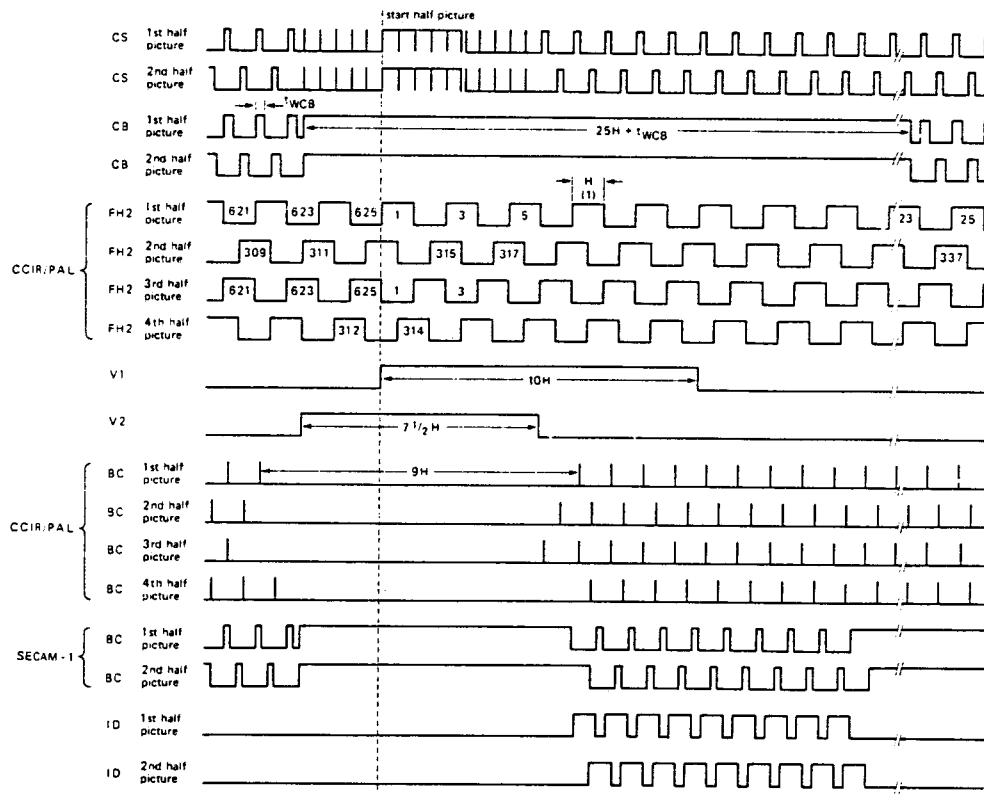 start half picture
CS 1st half picture
CS 2nd half picture
tWCB
CB 1st half picture
25H + tWCB
CB 2nd half picture
H (1)
CCIR/PAL
FH2 1st half picture 621 623 625 1 3 5 23 25
FH2 2nd half picture 309 311 315 317 337
FH2 3rd half picture 621 623 625 1 3
FH2 4th half picture 312 314
V1 10H
V2 7 1/2 H
CCIR/PAL
BC 1st half picture 9H
BC 2nd half picture
BC 3rd half picture
BC 4th half picture
SECAM-1
BC 1st half picture
BC 2nd half picture
ID 1st half picture
ID 2nd half picture